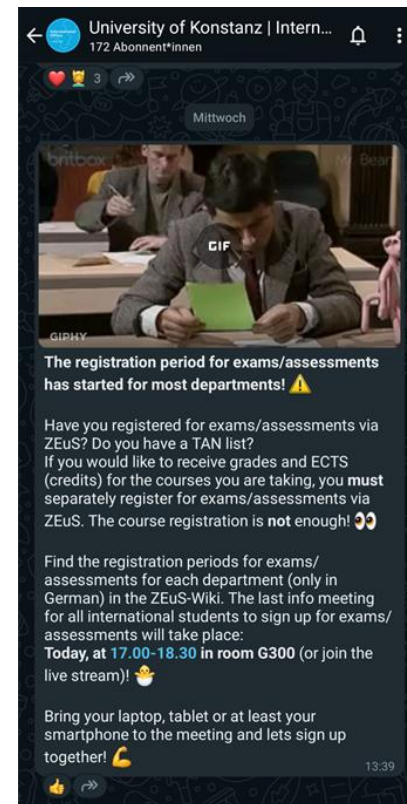 University of Konstanz | Intern...
172 Abonnent*innen
3
Mittwoch
britbox
Mr Bean
GIF
GIPHY
The registration period for exams/assessments
has started for most departments! ⚠️
Have you registered for exams/assessments via
ZEuS? Do you have a TAN list?
If you would like to receive grades and ECTS
(credits) for the courses you are taking, you must
separately register for exams/assessments via
ZEuS. The course registration is not enough! 👀
Find the registration periods for exams/
assessments for each department (only in
German) in the ZEuS-Wiki. The last info meeting
for all international students to sign up for exams/
assessments will take place:
Today, at 17.00-18.30 in room G300 (or join the
live stream)! 🐣
Bring your laptop, tablet or at least your
smartphone to the meeting and lets sign up
together! 💪
13:39